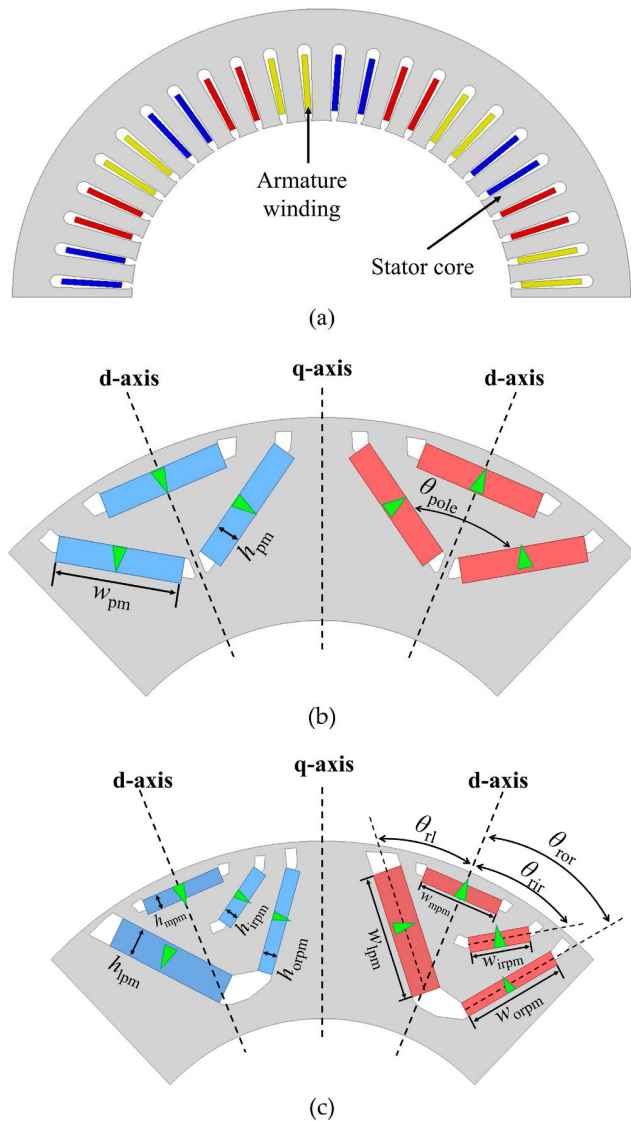 Armature
winding
Stator core
(a)
d-axis
q-axis
d-axis
θpole
hpm
wpm
(b)
d-axis
q-axis
d-axis
θrl
θror
θrir
hmpm
hirpm
horpm
hlpm
wmpm
wlpm
wirpm
worpm
(c)